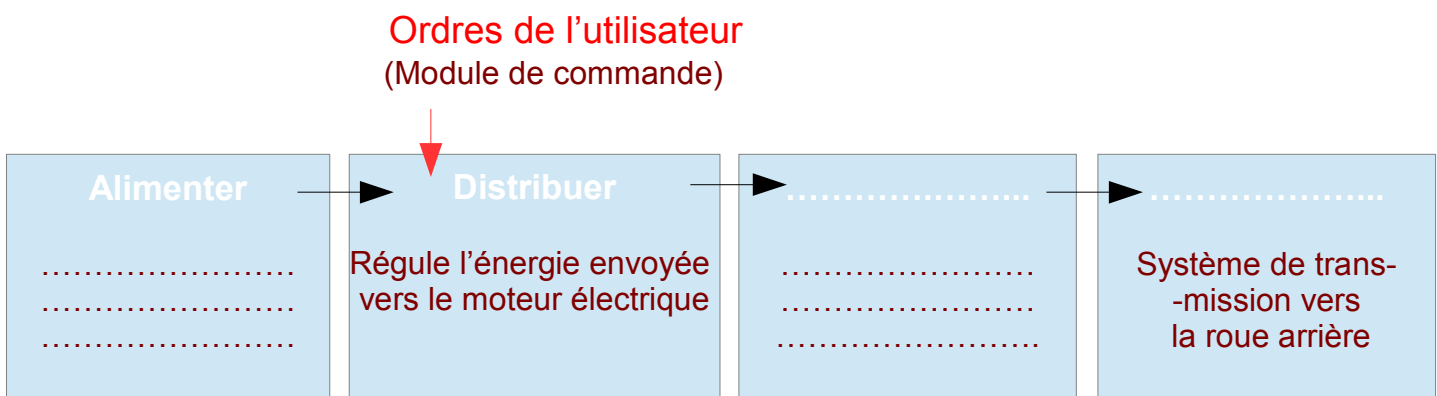 Ordres de l’utilisateur
(Module de commande)
Alimenter
……………………
……………………
……………………
Distribuer
Régule l’énergie envoyée
vers le moteur électrique
…………………...
……………………
……………………
…………………….
…………………...
Système de trans-
-mission vers
la roue arrière